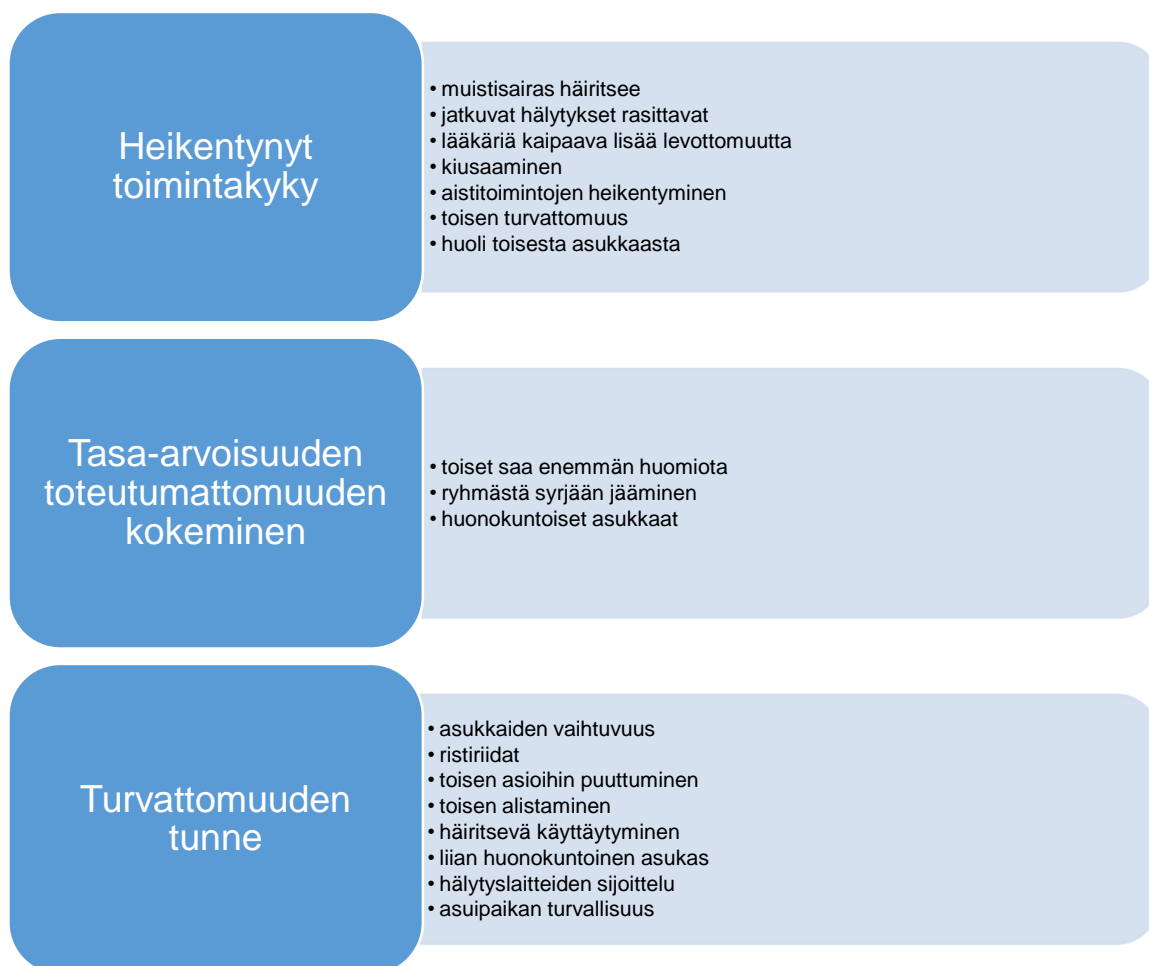 Heikentynyt
toimintakyky
• muistisairas häiritsee
• jatkuvat hälytykset rasittavat
• lääkäriä kaipaava lisää levottomuutta
• kiusaaminen
• aistitoimintojen heikentyminen
• toisen turvattomuus
• huoli toisesta asukkaasta
Tasa-arvoisuuden
toteutumattomuuden
kokeminen
• toiset saa enemmän huomiota
• ryhmästä syrjään jääminen
• huonokuntoiset asukkaat
Turvattomuuden
tunne
• asukkaiden vaihtuvuus
• ristiriidat
• toisen asioihin puuttuminen
• toisen alistaminen
• häiritsevä käyttäytyminen
• liian huonokuntoinen asukas
• hälytyslaitteiden sijoittelu
• asuipaikan turvallisuus